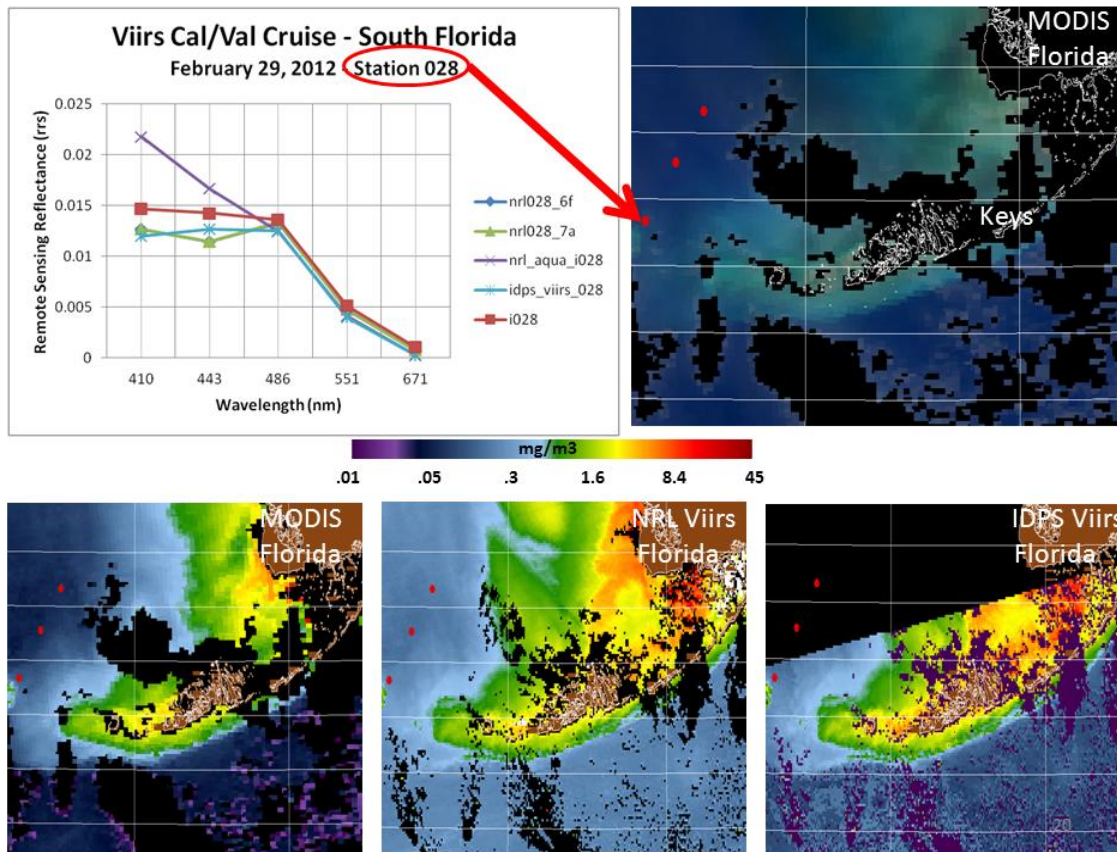 Viirs Cal/Val Cruise - South Florida
February 29, 2012 - Station 028
Remote Sensing Reflectance (rrs)
0.025
0.02
0.015
0.01
0.005
0
410 443 486 551 671
Wavelength (nm)
nrl028_6f
nrl028_7a
nrl_aqua_i028
idps_viirs_028
i028
MODIS
Florida
Keys
mg/m3
.01 .05 .3 1.6 8.4 45
MODIS
Florida
NRL Viirs
Florida
IDPS Viirs
Florida
20